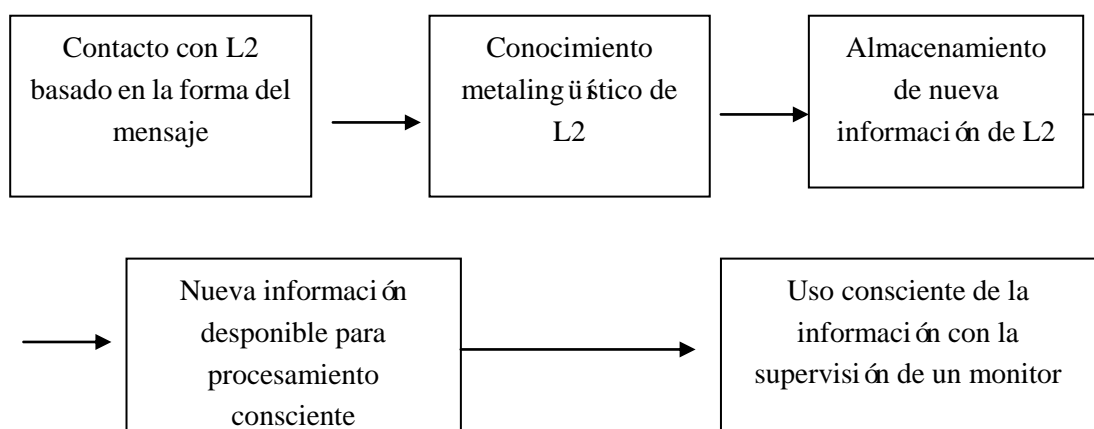 Contacto con L2
basado en la forma del
mensaje
Conocimiento
metalingüístico de
L2
Almacenamiento
de nueva
información de L2
Nueva información
desponible para
procesamiento
consciente
Uso consciente de la
información con la
supervisión de un monitor